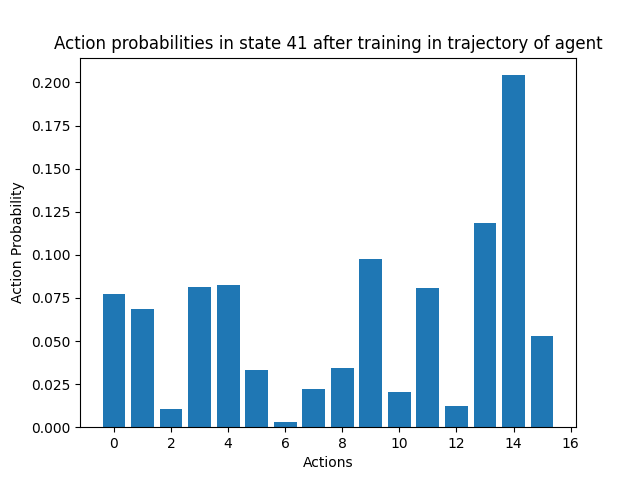 Action probabilities in state 41 after training in trajectory of agent
0.200
0.175
0.150
0.125
0.100
0.075
0.050
0.025
0.000
Action Probability
0 2 4 6 8 10 12 14 16
Actions